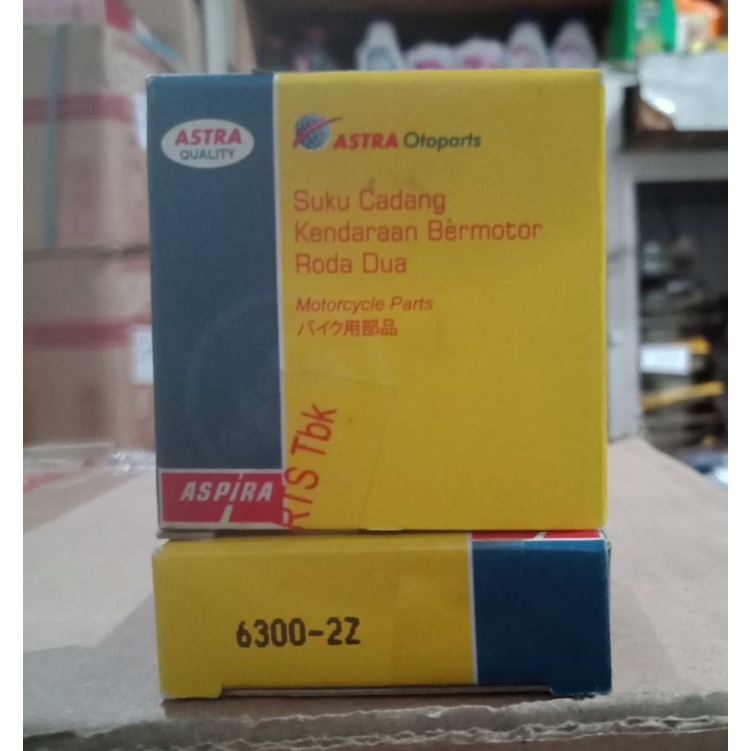 ASTRA
QUALITY
ASTRA Otoparts
Suku Cadang
Kendaraan Bermotor
Roda Dua
Motorcycle Parts
バイク用部品
RTS Tbk
ASPIRA
6300-2Z